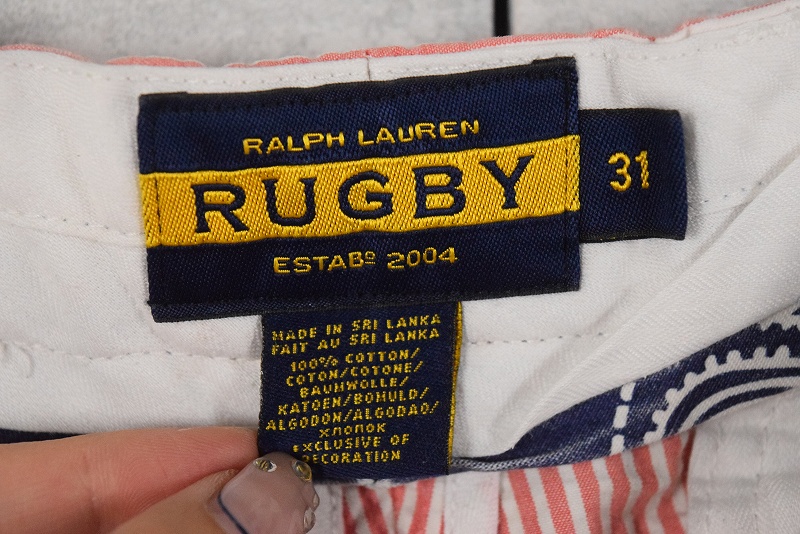 RALPH LAUREN
RUGBY
ESTABᴰ 2004
31
MADE IN SRI LANKA
FAIT AU SRI LANKA
100% COTTON/
COTON/COTONE/
BAUMWOLLE/
KATOEN/BOMULD/
ALGODON/ALGODAO/
хлопок
EXCLUSIVE OF
DECORATION